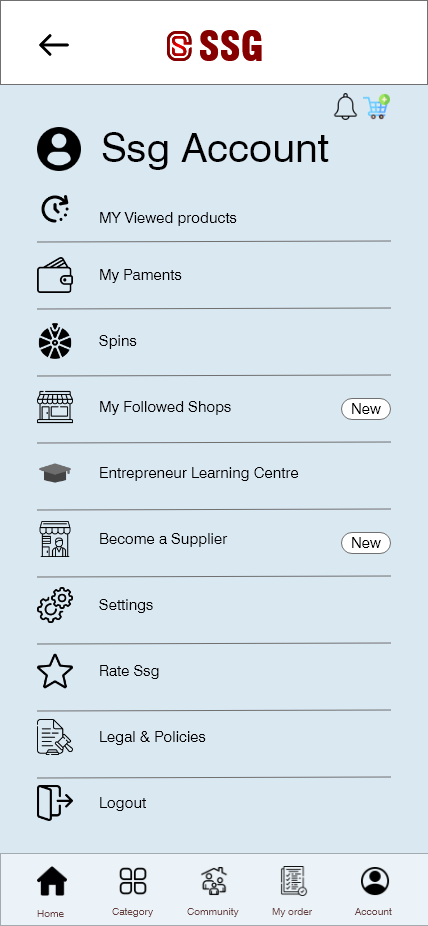 SSG
Ssg Account
MY Viewed products
My Paments
Spins
My Followed Shops
New
Entrepreneur Learning Centre
Become a Supplier
New
Settings
Rate Ssg
Legal & Policies
Logout
Home
Category
Community
My order
Account